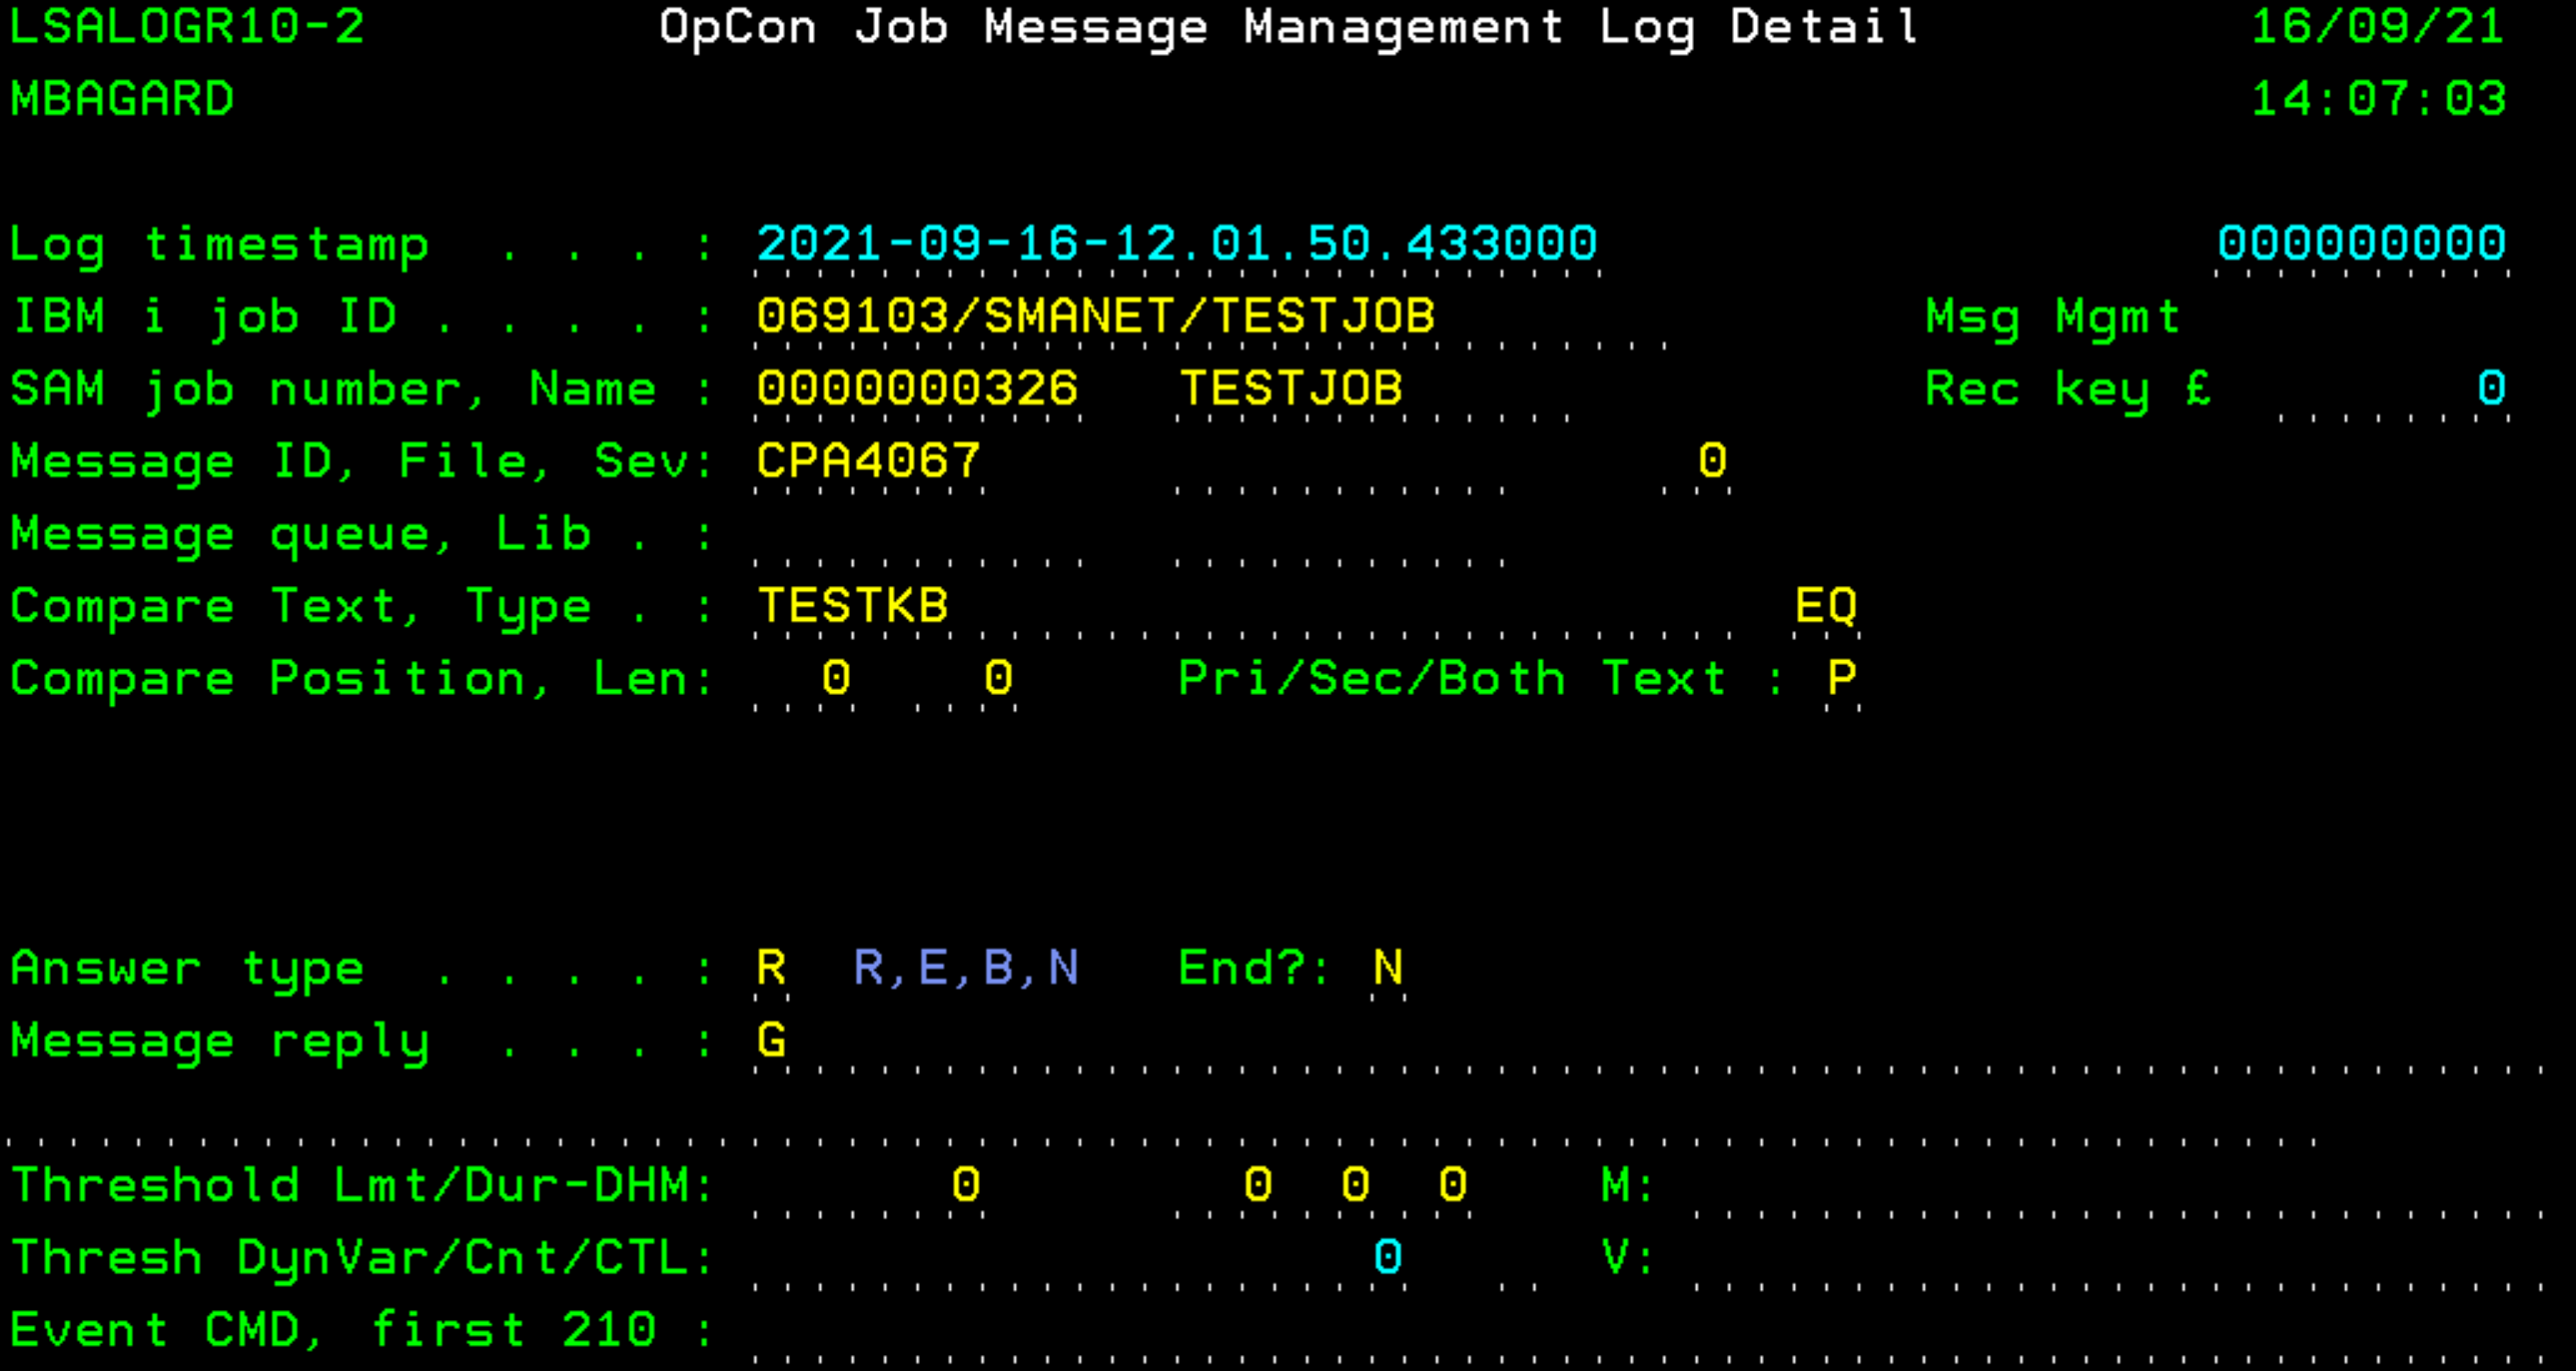 LSALOGR10-2 OpCon Job Message Management Log Detail 16/09/21
MBAGARD 14:07:03
Log timestamp . . . : 2021-09-16-12.01.50.433000 000000000
IBM i job ID . . . . : 069103/SMANET/TESTJOB Msg Mgmt
SAM job number, Name : 0000000326 TESTJOB Rec key £ 0
Message ID, File, Sev: CPA4067 0
Message queue, Lib . :
Compare Text, Type . : TESTKB EQ
Compare Position, Len: 0 0 Pri/Sec/Both Text : P
Answer type . . . . : R R,E,B,N End?: N
Message reply . . . : G
Threshold Lmt/Dur-DHM: 0 0 0 0 M:
Thresh DynVar/Cnt/CTL: 0 V:
Event CMD, first 210 :